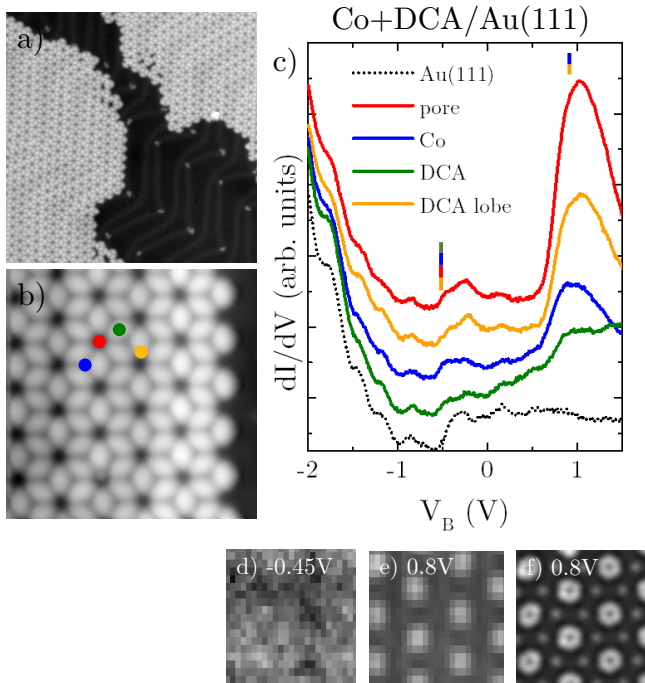 Co+DCA/Au(111)
a)
b)
c)
Au(111)
pore
Co
DCA
DCA lobe
dI/dV (arb. units)
-2
-1
0
1
V_B (V)
d) -0.45V
e) 0.8V
f) 0.8V